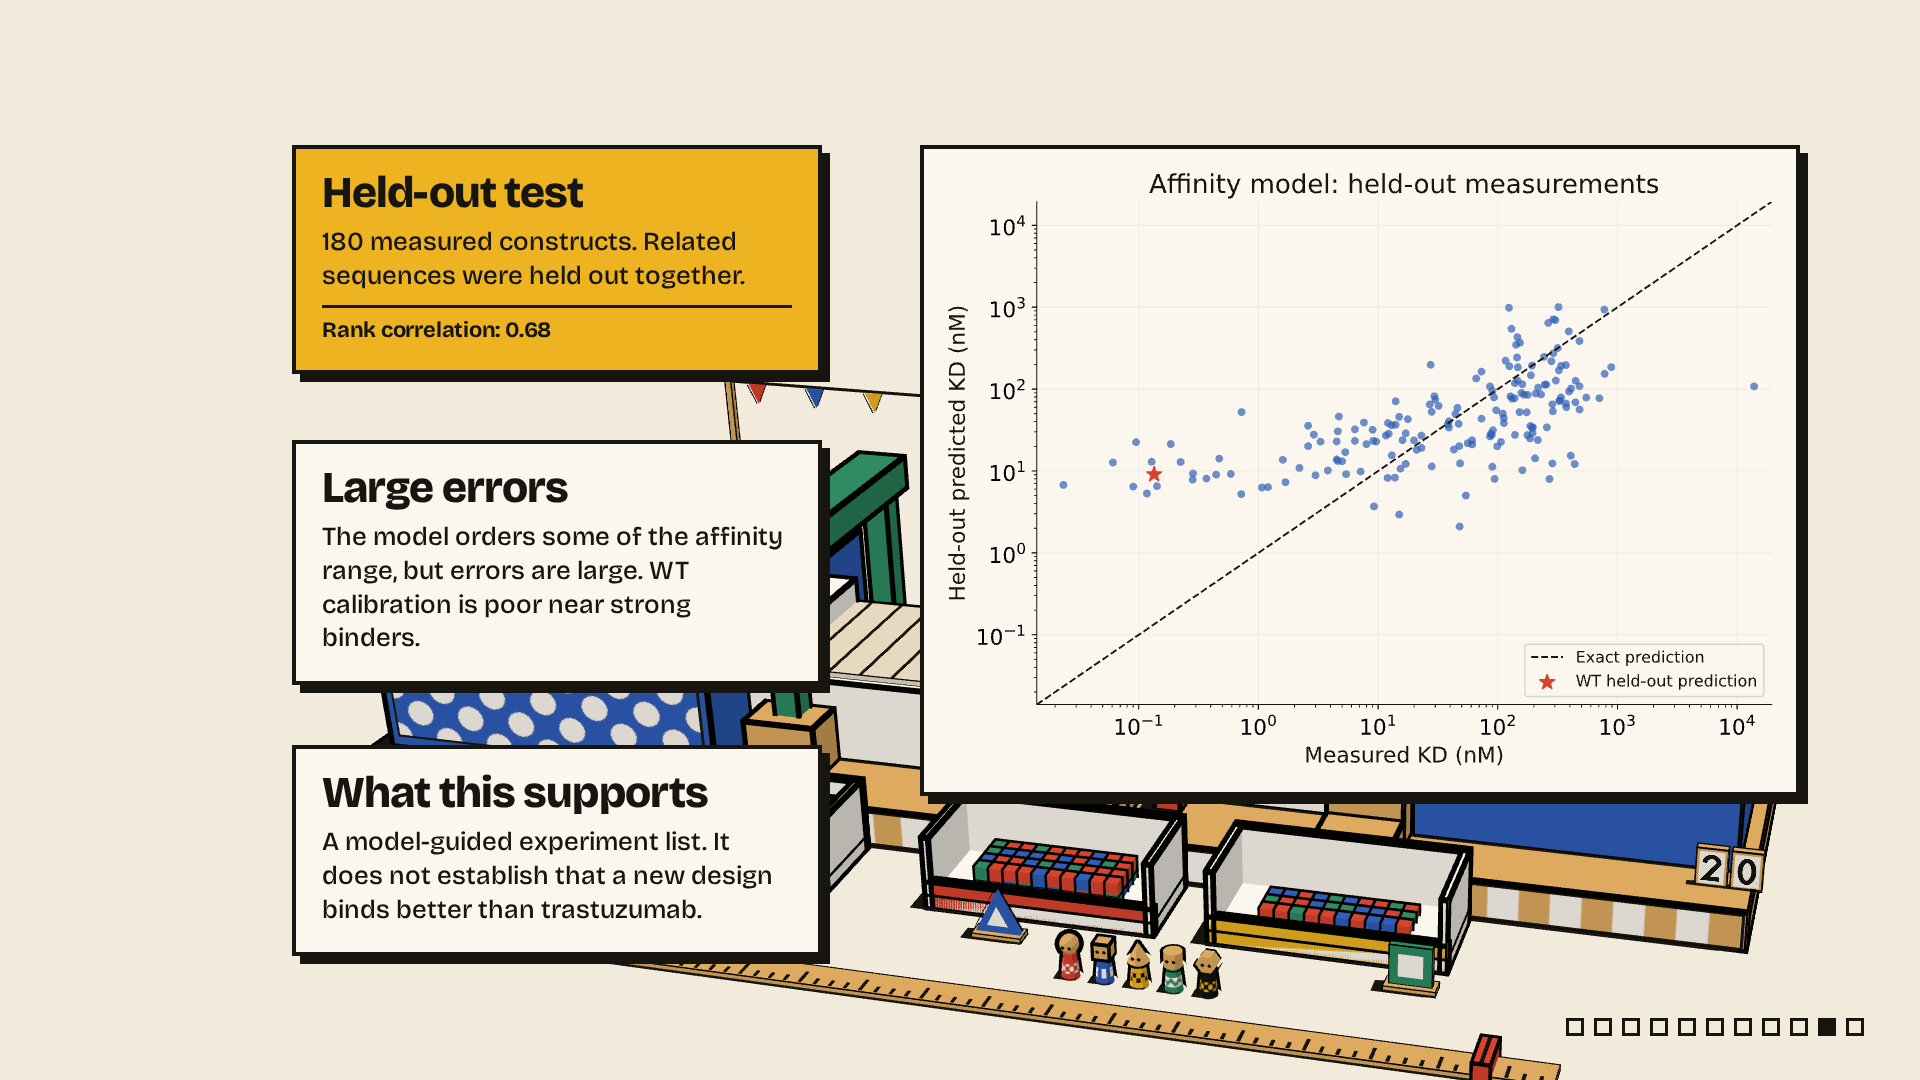 Held-out test
180 measured constructs. Related
sequences were held out together.
Rank correlation: 0.68
Large errors
The model orders some of the affinity
range, but errors are large. WT
calibration is poor near strong
binders.
What this supports
A model-guided experiment list. It
does not establish that a new design
binds better than trastuzumab.
Affinity model: held-out measurements
Held-out predicted KD (nM)
10⁴
10³
10²
10¹
10⁰
10⁻¹
Exact prediction
WT held-out prediction
10⁻¹ 10⁰ 10¹ 10² 10³ 10⁴
Measured KD (nM)
2 0